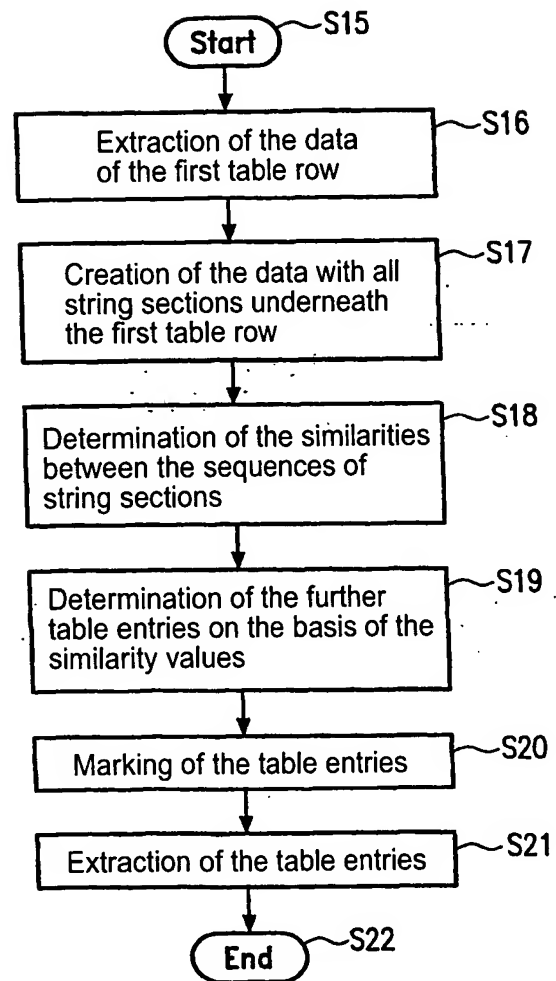 Start
S15
Extraction of the data
of the first table row
S16
Creation of the data with all
string sections underneath
the first table row
S17
Determination of the similarities
between the sequences of
string sections
S18
Determination of the further
table entries on the basis of the
similarity values
S19
Marking of the table entries
S20
Extraction of the table entries
S21
End
S22